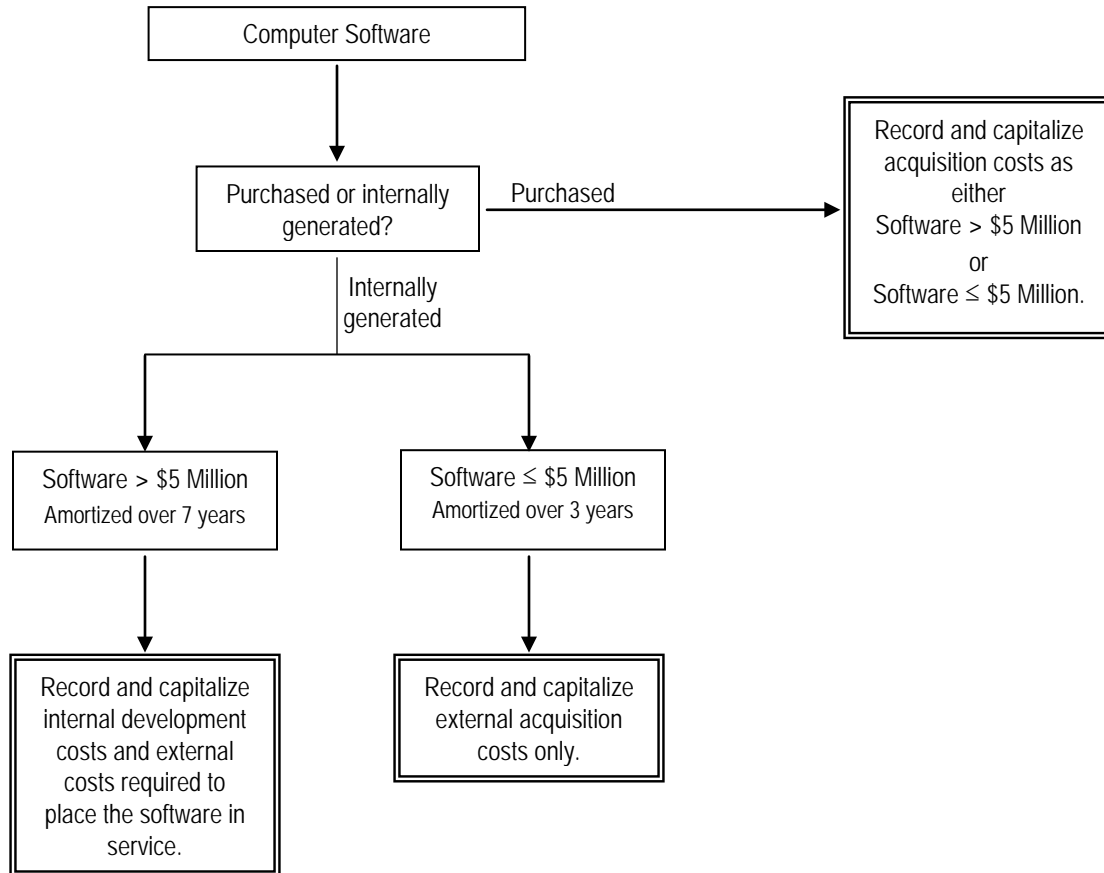 Computer Software
Purchased or internally
generated?
Purchased
Record and capitalize
acquisition costs as
either
Software > $5 Million
or
Software ≤ $5 Million.
Internally
generated
Software > $5 Million
Amortized over 7 years
Software ≤ $5 Million
Amortized over 3 years
Record and capitalize
internal development
costs and external
costs required to
place the software in
service.
Record and capitalize
external acquisition
costs only.